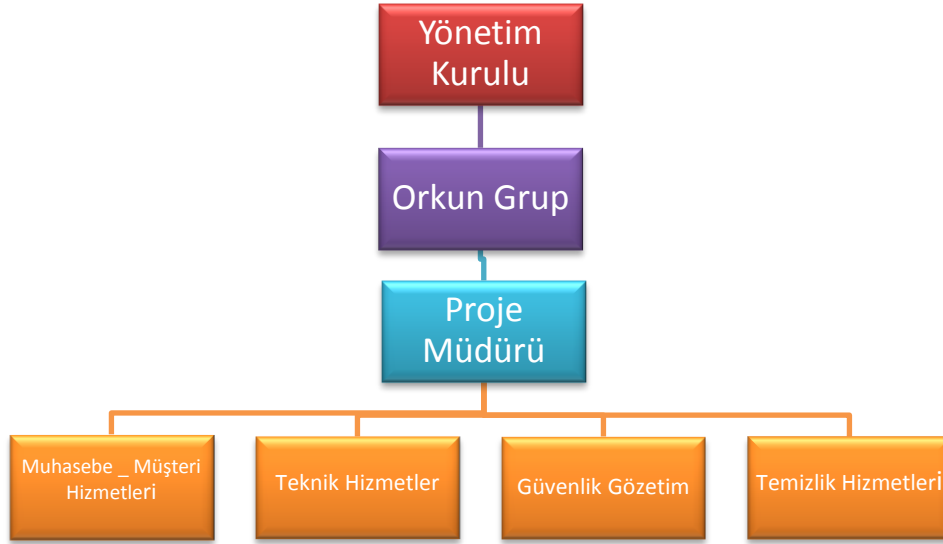 Yönetim
Kurulu
Orkun Grup
Proje
Müdürü
Muhasebe _ Müşteri
Hizmetleri
Teknik Hizmetler
Güvenlik Gözetim
Temizlik Hizmetleri